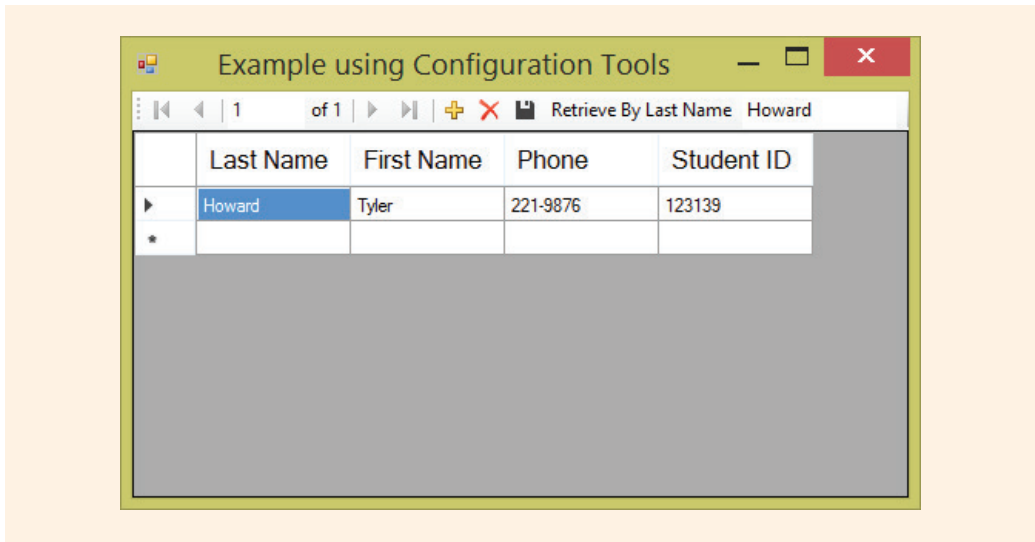 Example using Configuration Tools
1 of 1 Retrieve By Last Name Howard
Last Name First Name Phone Student ID
Howard Tyler 221-9876 123139